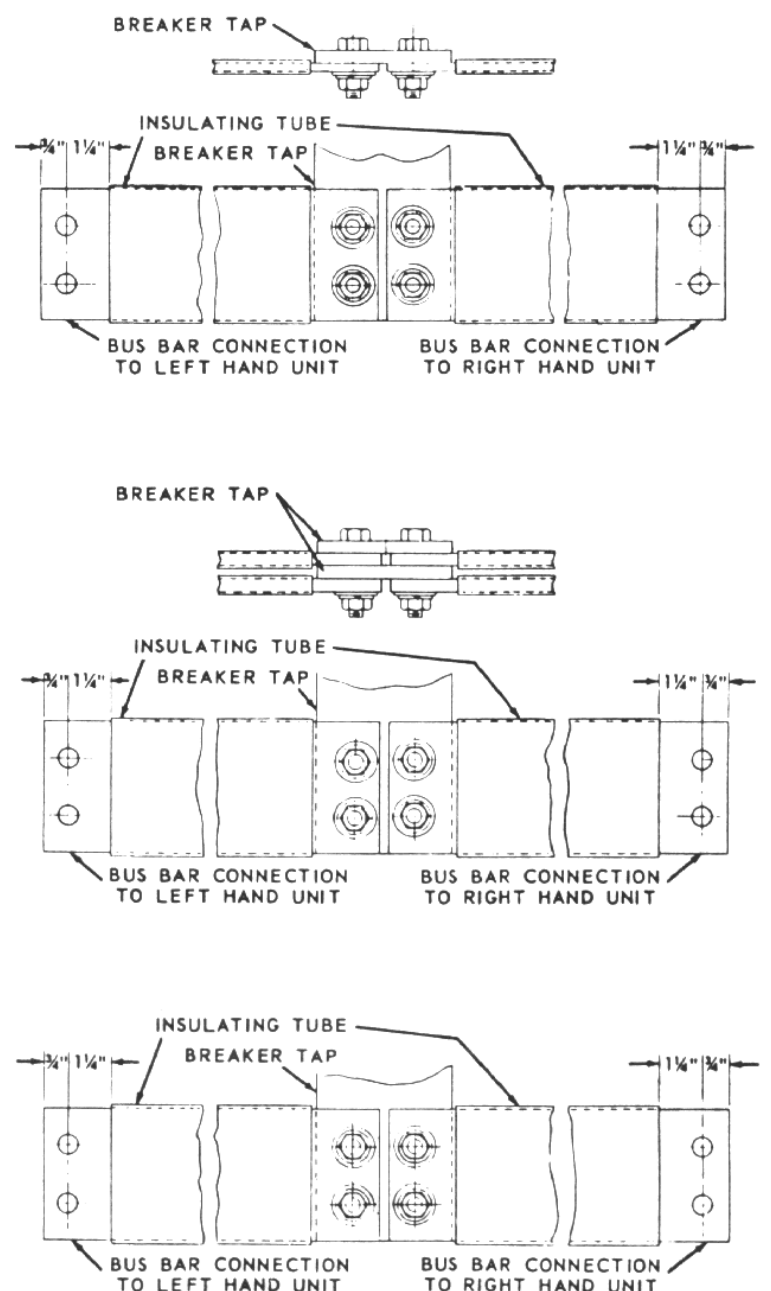 BREAKER TAP
INSULATING TUBE
¾" 1¼"
BREAKER TAP
1¼" ¾"
BUS BAR CONNECTION
TO LEFT HAND UNIT
BUS BAR CONNECTION
TO RIGHT HAND UNIT
BREAKER TAP
INSULATING TUBE
¾" 1¼"
BREAKER TAP
1¼" ¾"
BUS BAR CONNECTION
TO LEFT HAND UNIT
BUS BAR CONNECTION
TO RIGHT HAND UNIT
INSULATING TUBE
¾" 1¼"
BREAKER TAP
1¼" ¾"
BUS BAR CONNECTION
TO LEFT HAND UNIT
BUS BAR CONNECTION
TO RIGHT HAND UNIT